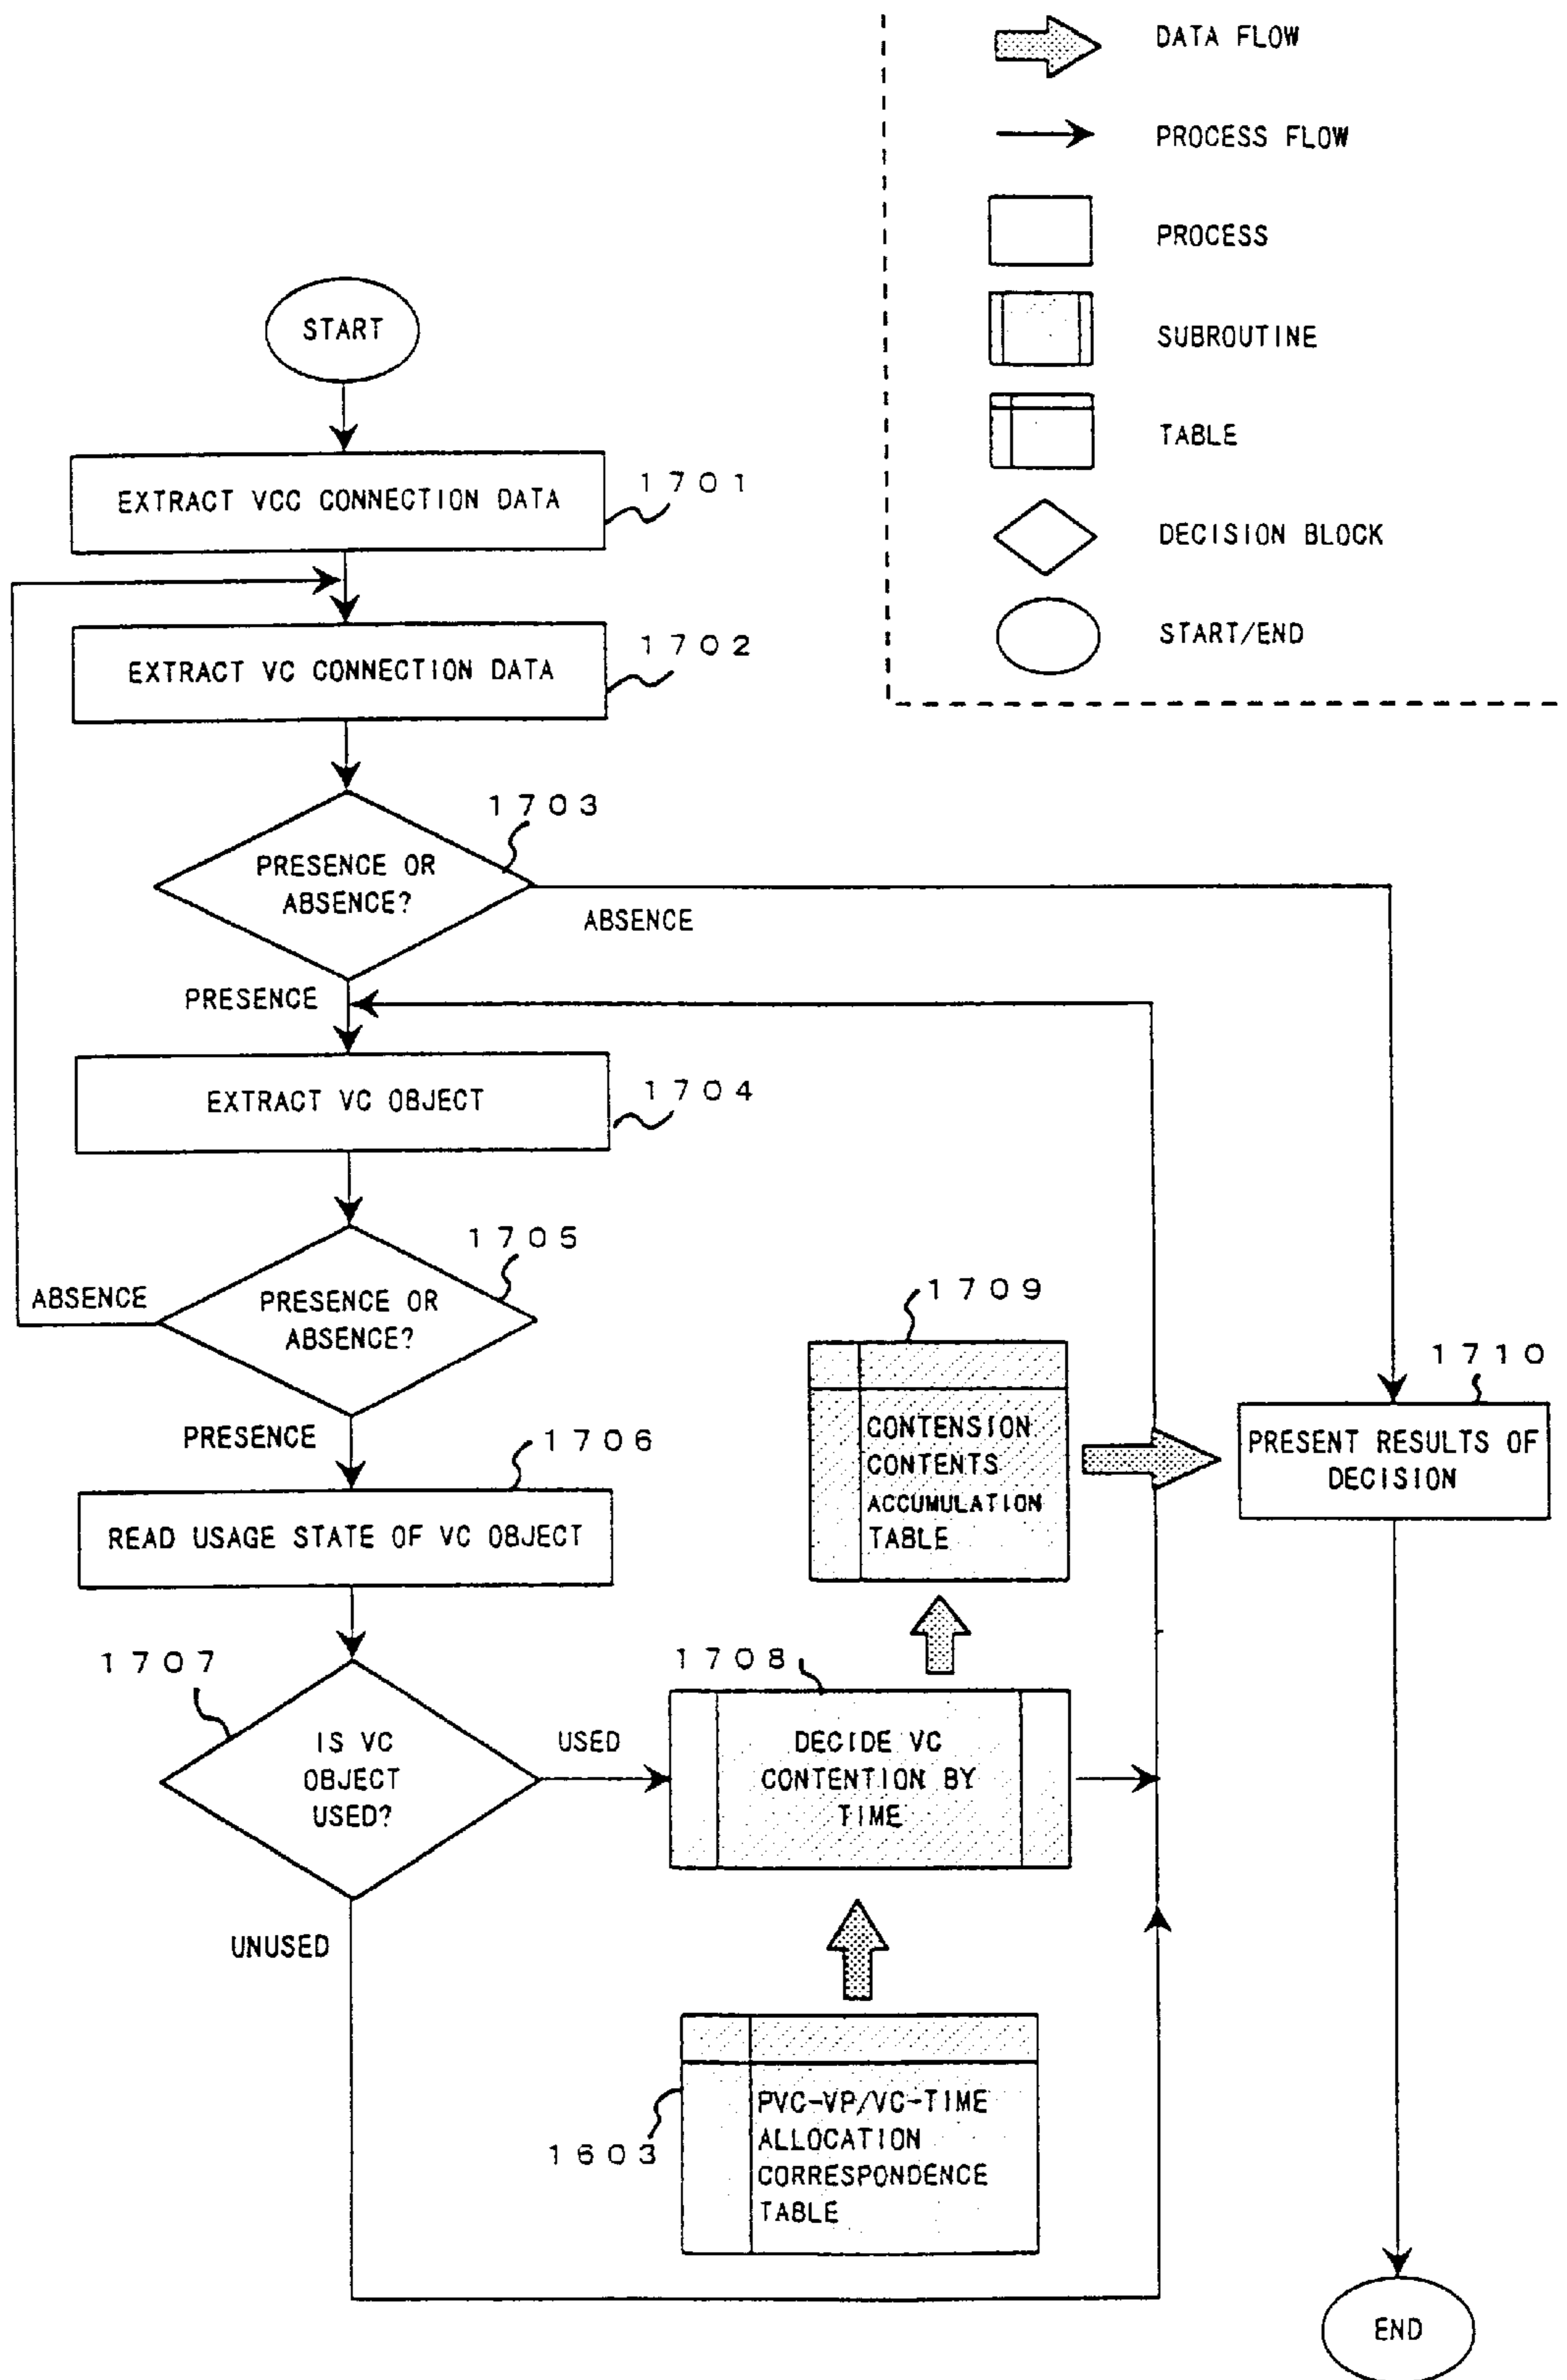 DATA FLOW
PROCESS FLOW
PROCESS
SUBROUTINE
TABLE
DECISION BLOCK
START/END
START
EXTRACT VCC CONNECTION DATA
1701
EXTRACT VC CONNECTION DATA
1702
1703
PRESENCE OR
ABSENCE?
ABSENCE
PRESENCE
EXTRACT VC OBJECT
1704
1705
PRESENCE OR
ABSENCE?
ABSENCE
PRESENCE
1706
READ USAGE STATE OF VC OBJECT
1707
IS VC
OBJECT
USED?
USED
UNUSED
1708
DECIDE VC
CONTENTION BY
TIME
1709
CONTENSION
CONTENTS
ACCUMULATION
TABLE
1710
PRESENT RESULTS OF
DECISION
1603
PVC-VP/VC-TIME
ALLOCATION
CORRESPONDENCE
TABLE
END